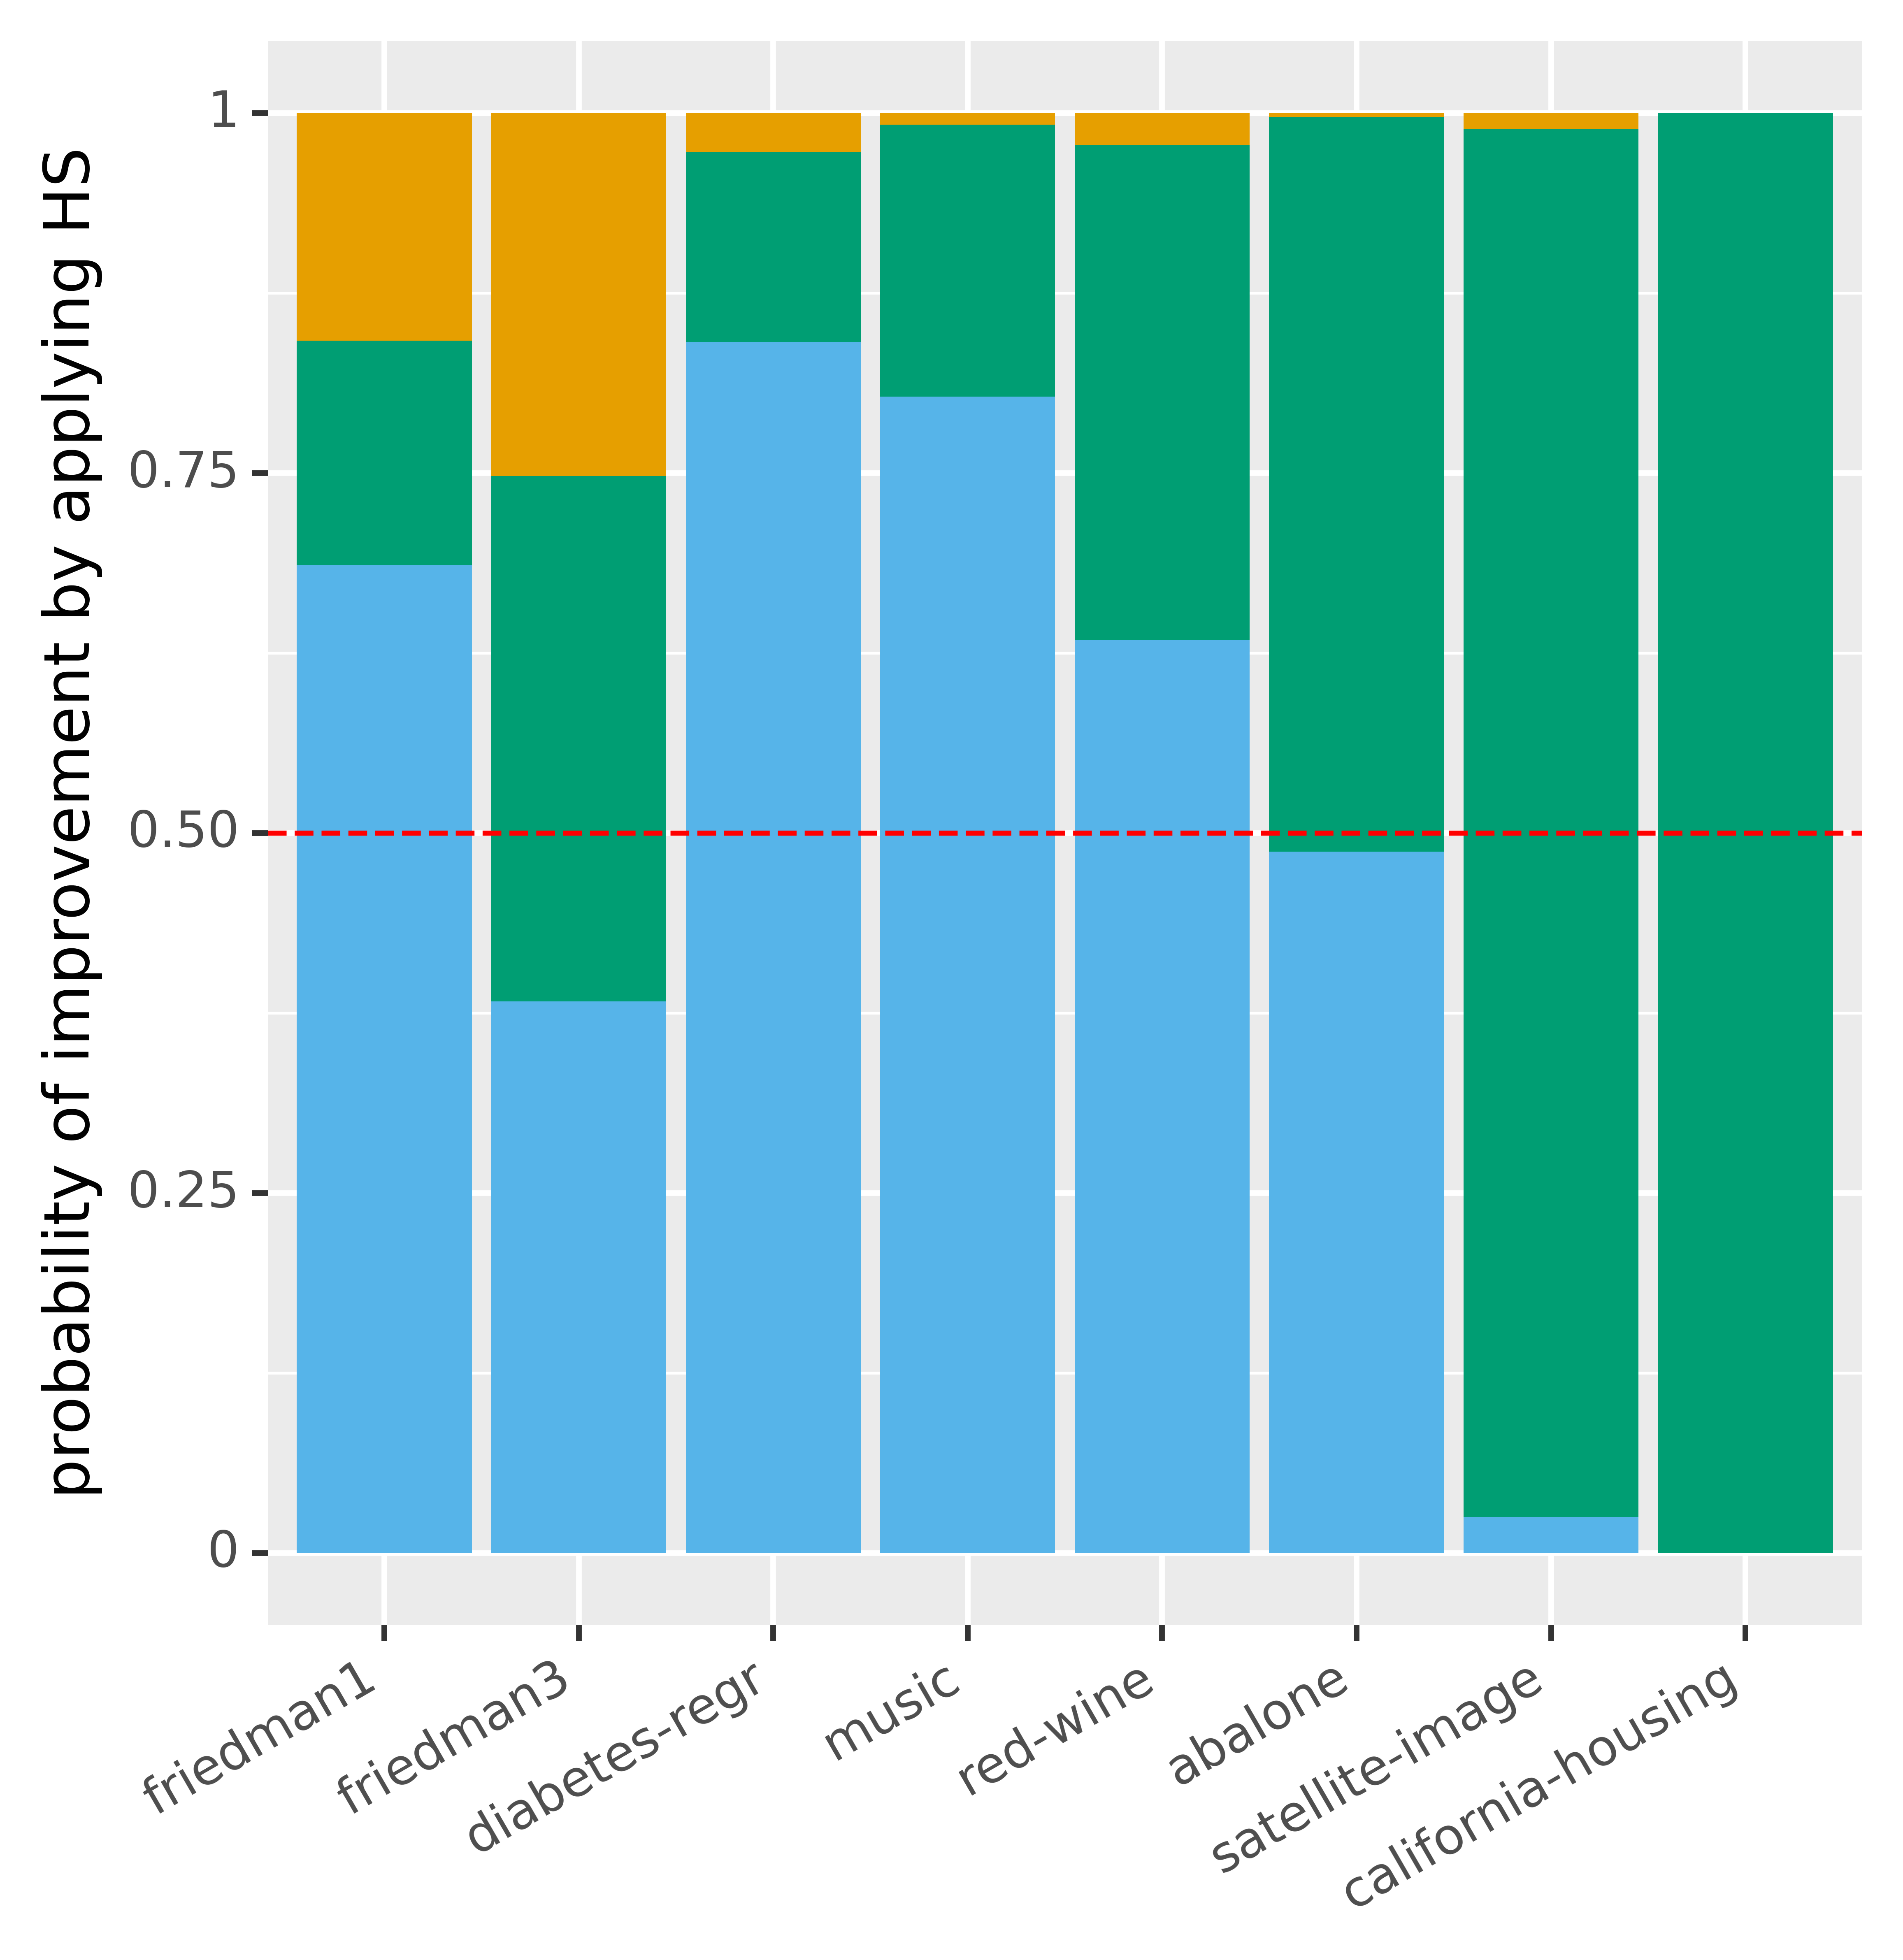 probability of improvement by applying HS
1
0.75
0.50
0.25
0
friedman1
friedman3
diabetes-regr
music
red-wine
abalone
satellite-image
california-housing